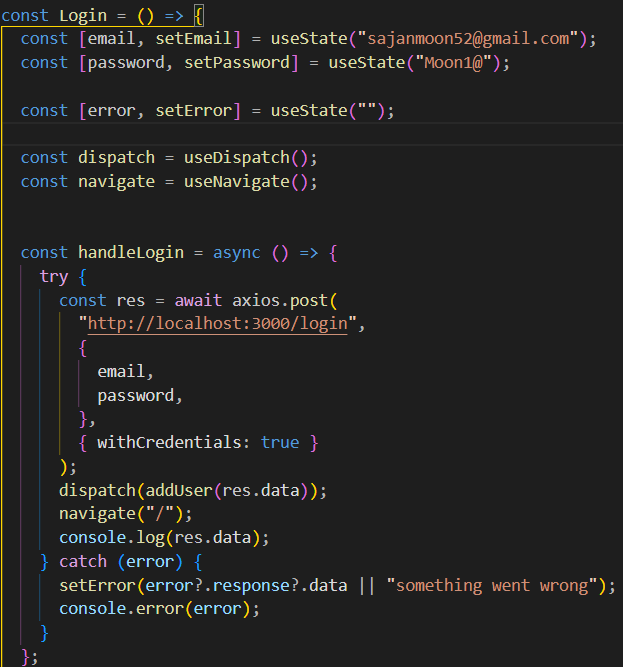 const Login = () => {
  const [email, setEmail] = useState("sajanmoon52@gmail.com");
  const [password, setPassword] = useState("Moon1@");
  const [error, setError] = useState("");
  const dispatch = useDispatch();
  const navigate = useNavigate();
  const handleLogin = async () => {
    try {
      const res = await axios.post(
        "http://localhost:3000/login",
        {
          email,
          password,
        },
        { withCredentials: true }
      );
      dispatch(addUser(res.data));
      navigate("/");
      console.log(res.data);
    } catch (error) {
      setError(error?.response?.data || "something went wrong");
      console.error(error);
    }
  };